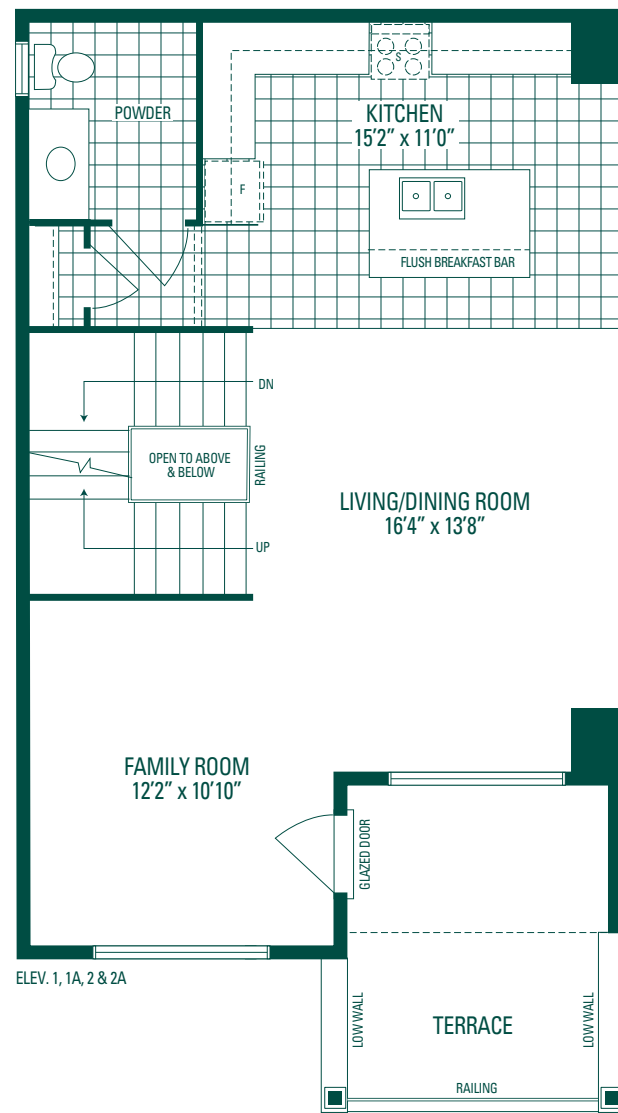 POWDER
S
KITCHEN
15'2” x 11'0”
F
FLUSH BREAKFAST BAR
DN
OPEN TO ABOVE
& BELOW
RAILING
LIVING/DINING ROOM
16'4” x 13'8”
UP
FAMILY ROOM
12'2” x 10'10”
GLAZED DOOR
ELEV. 1, 1A, 2 & 2A
LOW WALL
TERRACE
LOW WALL
RAILING